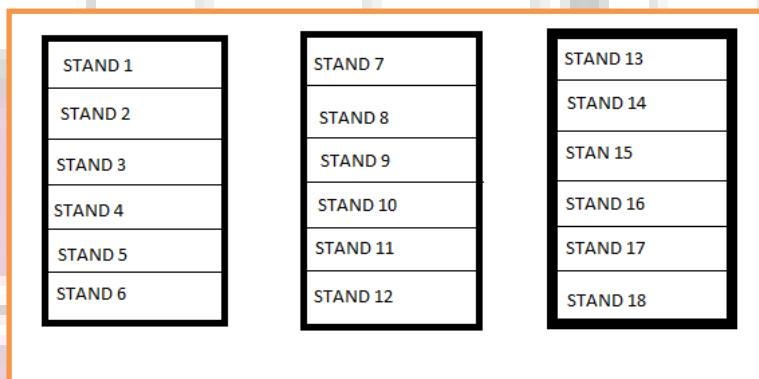 STAND 1
STAND 2
STAND 3
STAND 4
STAND 5
STAND 6
STAND 7
STAND 8
STAND 9
STAND 10
STAND 11
STAND 12
STAND 13
STAND 14
STAN 15
STAND 16
STAND 17
STAND 18